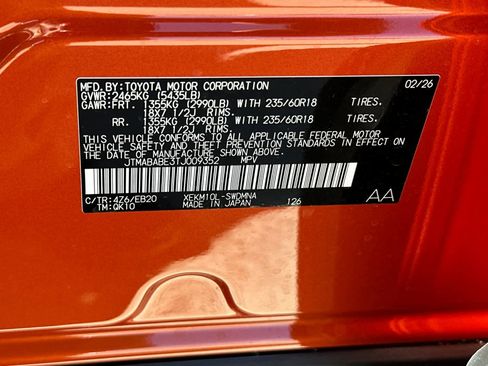 MFD.BY:TOYOTA MOTOR CORPORATION 02/26
GVWR:2465KG (5435LB)
GAWR:FRT. 1355KG (2990LB) WITH 235/60R18 TIRES.
18X7 1/2J RIMS.
RR. 1355KG (2990LB) WITH 235/60R18 TIRES.
18X7 1/2J RIMS.
THIS VEHICLE CONFORMS TO ALL APPLICABLE FEDERAL MOTOR
VEHICLE SAFETY, BUMPER, AND THEFT PREVENTION
STANDARDS IN EFFECT ON THE DATE OF MANUFACTURE SHOWN
ABOVE.
JTMABABE3TJ009352 MPV
C/TR:4Z6/EB20 XEKM10L-SWDMNA AA
TM:QK10 MADE IN JAPAN 126